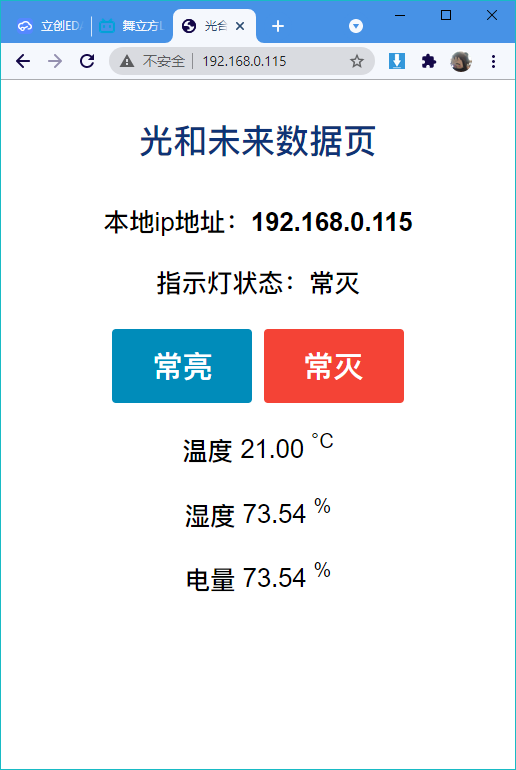 立创ED
舞立方L
光合
不安全 192.168.0.115
光和未来数据页
本地ip地址：192.168.0.115
指示灯状态：常灭
常亮 常灭
温度 21.00 °C
湿度 73.54 %
电量 73.54 %